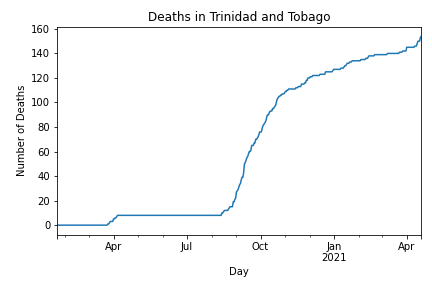 Deaths in Trinidad and Tobago
160
140
120
100
80
60
40
20
0
Number of Deaths
Apr
Jul
Oct
Jan
2021
Apr
Day